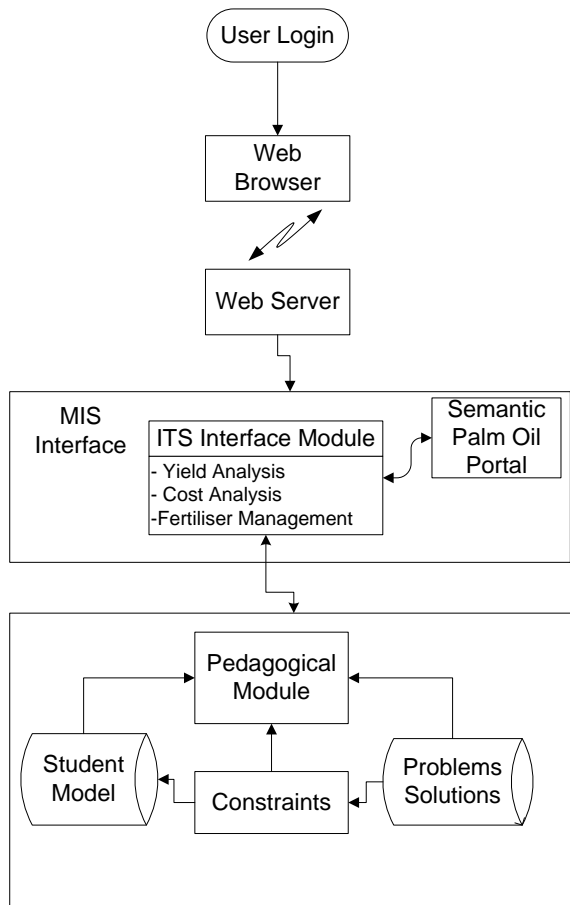 User Login
Web
Browser
Web Server
MIS
Interface
ITS Interface Module
- Yield Analysis
- Cost Analysis
-Fertiliser Management
Semantic
Palm Oil
Portal
Pedagogical
Module
Student
Model
Constraints
Problems
Solutions